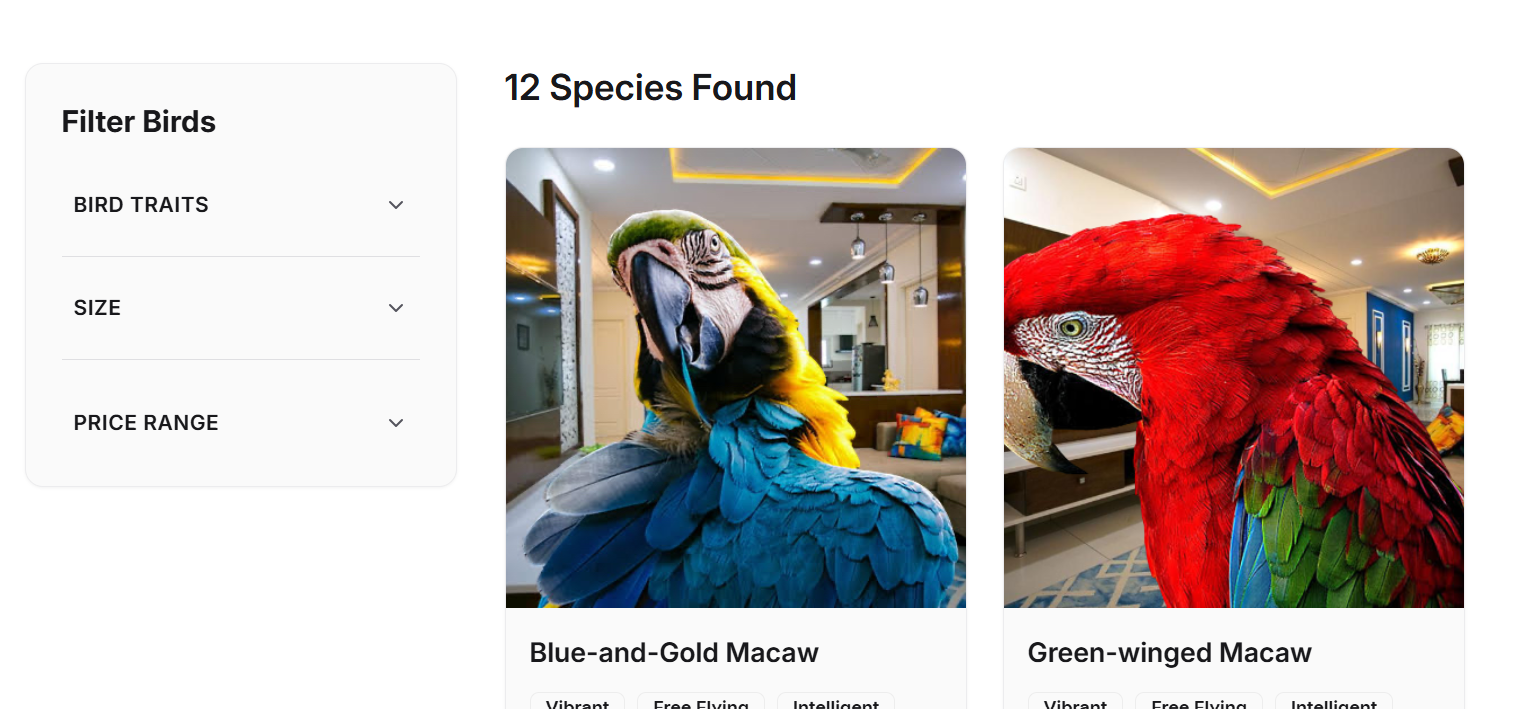 Filter Birds
BIRD TRAITS
SIZE
PRICE RANGE
12 Species Found
Blue-and-Gold Macaw
Vibrant Free Flying Intelligent
Green-winged Macaw
Vibrant Free Flying Intelligent